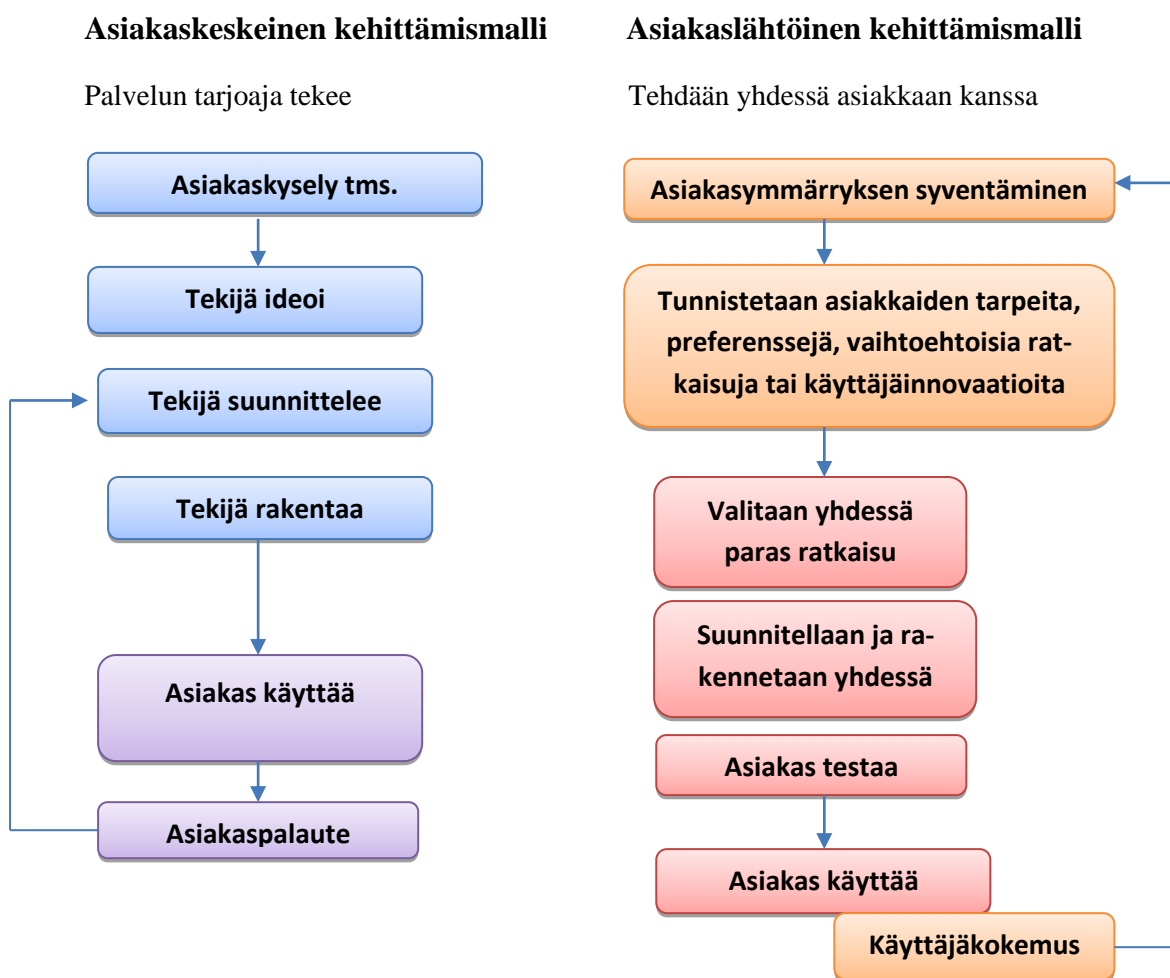 Asiakaskeskeinen kehittämismalli
Palvelun tarjoaja tekee
Asiakaskysely tms.
Tekijä ideoi
Tekijä suunnittelee
Tekijä rakentaa
Asiakas käyttää
Asiakaspalaute
Asiakaslähtöinen kehittämismalli
Tehdään yhdessä asiakkaan kanssa
Asiakasymmärryksen syventäminen
Tunnistetaan asiakkaiden tarpeita,
preferenssejä, vaihtoehtoisia rat-
kaisuja tai käyttäjäinnovaatioita
Valitaan yhdessä
paras ratkaisu
Suunnitellaan ja ra-
kennetaan yhdessä
Asiakas testaa
Asiakas käyttää
Käyttäjäkokemus